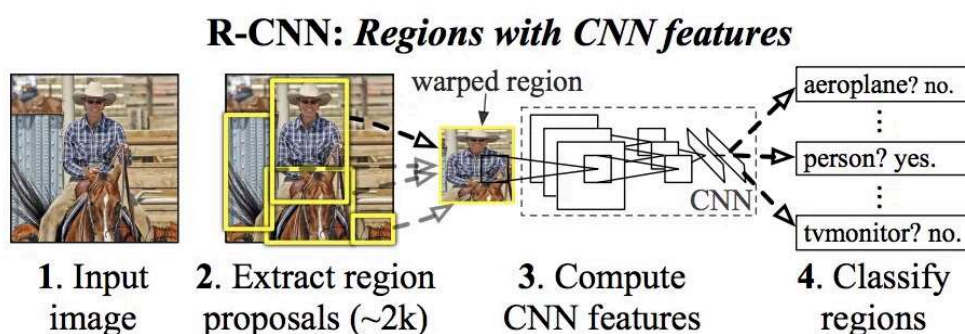 R-CNN: Regions with CNN features
warped region
aeroplane? no.
person? yes.
CNN
tvmonitor? no.
1. Input
image
2. Extract region
proposals (~2k)
3. Compute
CNN features
4. Classify
regions